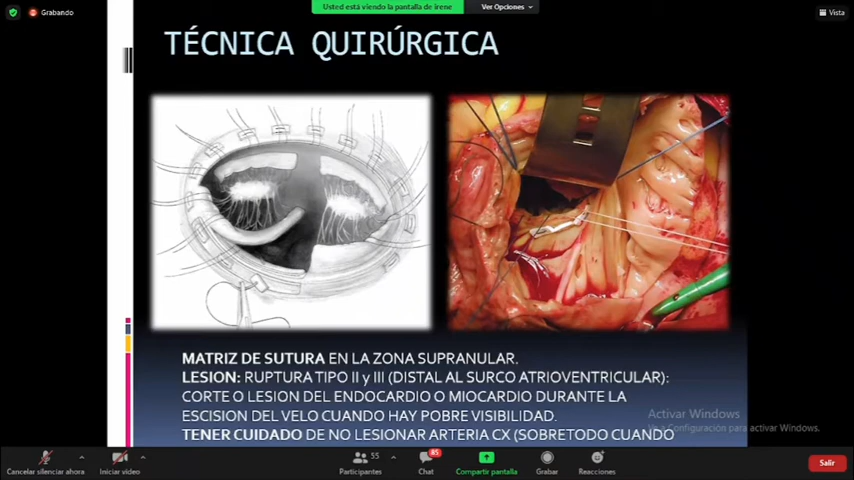 Usted está viendo la pantalla de irene
Ver Opciones
Grabando
Vista
TÉCNICA QUIRÚRGICA
MATRIZ DE SUTURA EN LA ZONA SUPRANULAR.
LESION: RUPTURA TIPO II y III (DISTAL AL SURCO ATRIOVENTRICULAR):
CORTE O LESION DEL ENDOCARDIO O MIOCARDIO DURANTE LA
ESCISION DEL VELO CUANDO HAY POBRE VISIBILIDAD.
TENER CUIDADO DE NO LESIONAR ARTERIA CX (SOBRETODO CUANDO
Activar Windows
Ve a Configuración para activar Windows.
Cancelar silenciar ahora
Iniciar video
55
Participantes
85
Chat
Compartir pantalla
Grabar
Reacciones
Salir